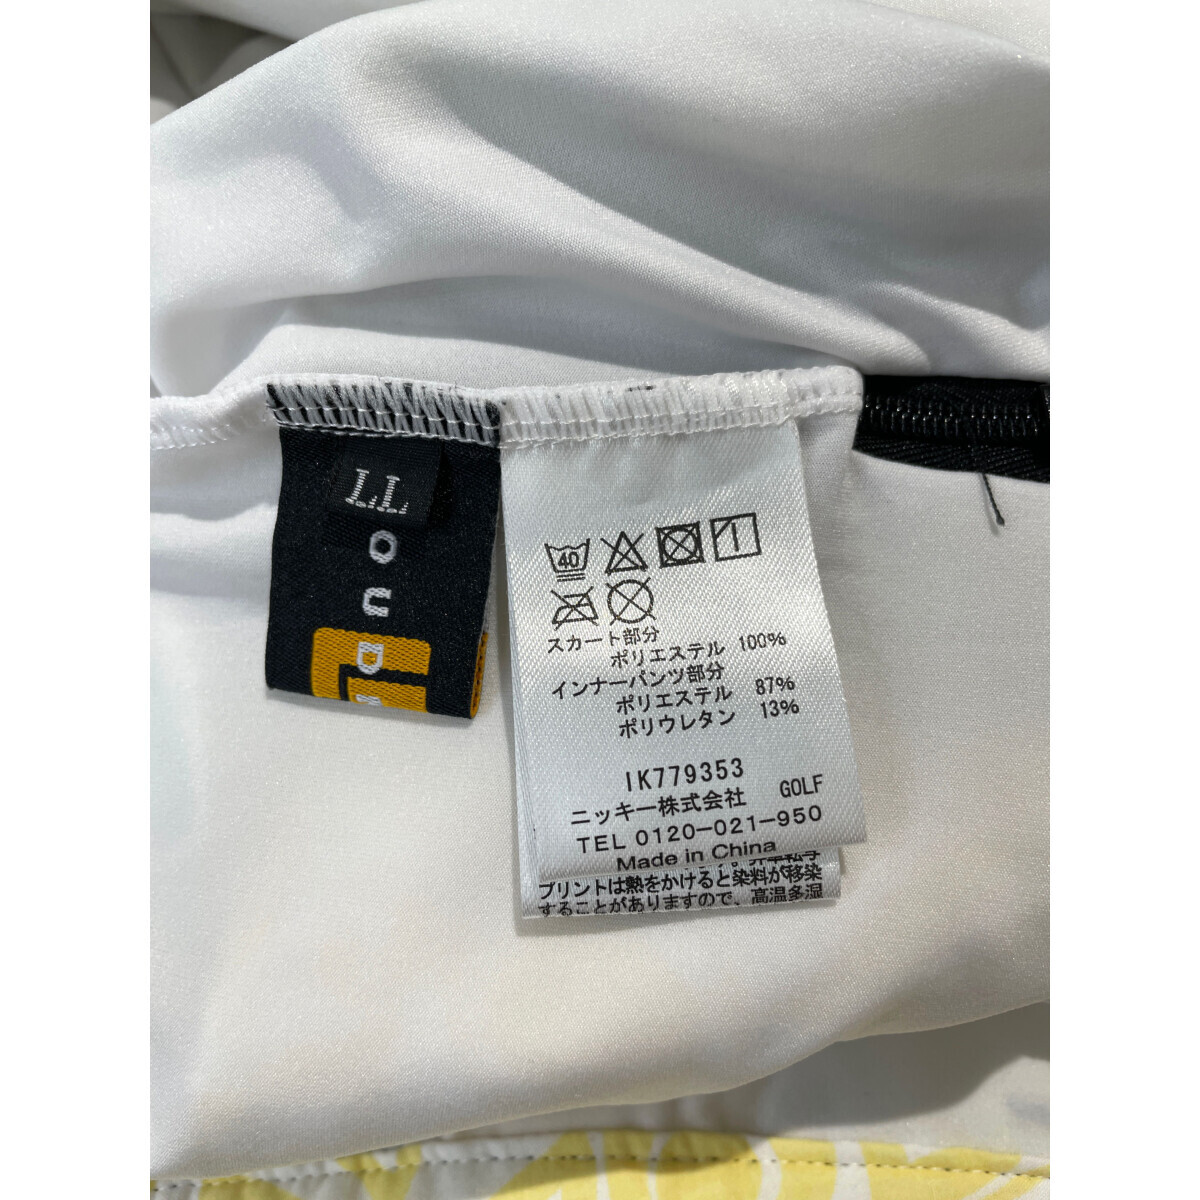 LL
O
U
D
40
スカート部分
ポリエステル 100%
インナーパンツ部分
ポリエステル 87%
ポリウレタン 13%
IK779353
ニッキー株式会社 GOLF
TEL 0120-021-950
Made in China
プリントは熱をかけると染料が移染
することがありますので、高温多湿